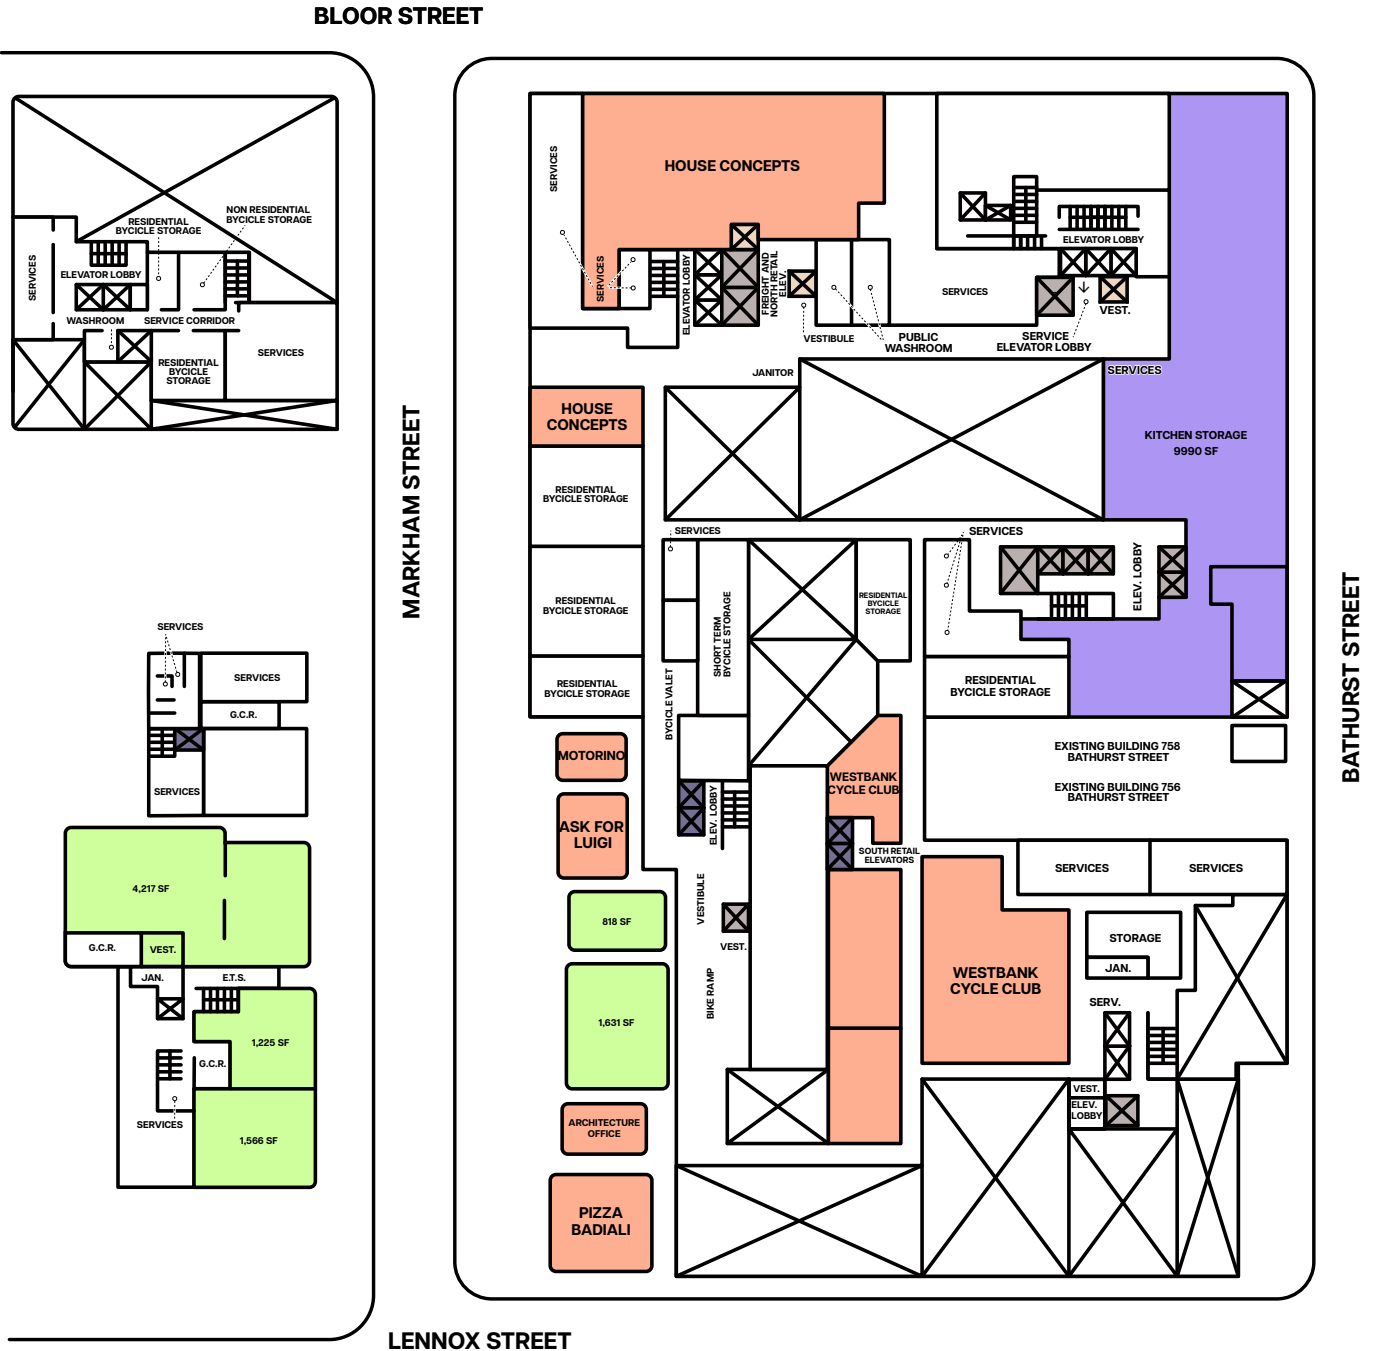 BLOOR STREET
SERVICES
RESIDENTIAL
BYCICLE STORAGE
NON RESIDENTIAL
BYCICLE STORAGE
ELEVATOR LOBBY
WASHROOM
SERVICE CORRIDOR
RESIDENTIAL
BYCICLE
STORAGE
SERVICES
MARKHAM STREET
SERVICES
SERVICES
G.C.R.
SERVICES
4,217 SF
G.C.R.
VEST.
JAN.
E.T.S.
1,225 SF
G.C.R.
SERVICES
1,566 SF
SERVICES
HOUSE CONCEPTS
SERVICES
ELEVATOR LOBBY
FREIGHT AND
NORTH RETAIL
ELEV.
VESTIBULE
PUBLIC
WASHROOM
SERVICES
ELEVATOR LOBBY
VEST.
SERVICE
ELEVATOR LOBBY
JANITOR
SERVICES
KITCHEN STORAGE
9990 SF
HOUSE
CONCEPTS
RESIDENTIAL
BYCICLE STORAGE
RESIDENTIAL
BYCICLE STORAGE
RESIDENTIAL
BYCICLE STORAGE
SERVICES
SHORT TERM
BYCICLE STORAGE
RESIDENTIAL
BYCICLE
STORAGE
SERVICES
ELEV. LOBBY
RESIDENTIAL
BYCICLE STORAGE
BYCICLE VALET
BATHURST STREET
MOTORINO
ASK FOR
LUIGI
818 SF
1,631 SF
ARCHITECTURE
OFFICE
PIZZA
BADIALI
WESTBANK
CYCLE CLUB
ELEV. LOBBY
SOUTH RETAIL
ELEVATORS
VESTIBULE
VEST.
BIKE RAMP
EXISTING BUILDING 758
BATHURST STREET
EXISTING BUILDING 756
BATHURST STREET
SERVICES
SERVICES
WESTBANK
CYCLE CLUB
STORAGE
JAN.
SERV.
VEST.
ELEV.
LOBBY
LENNOX STREET